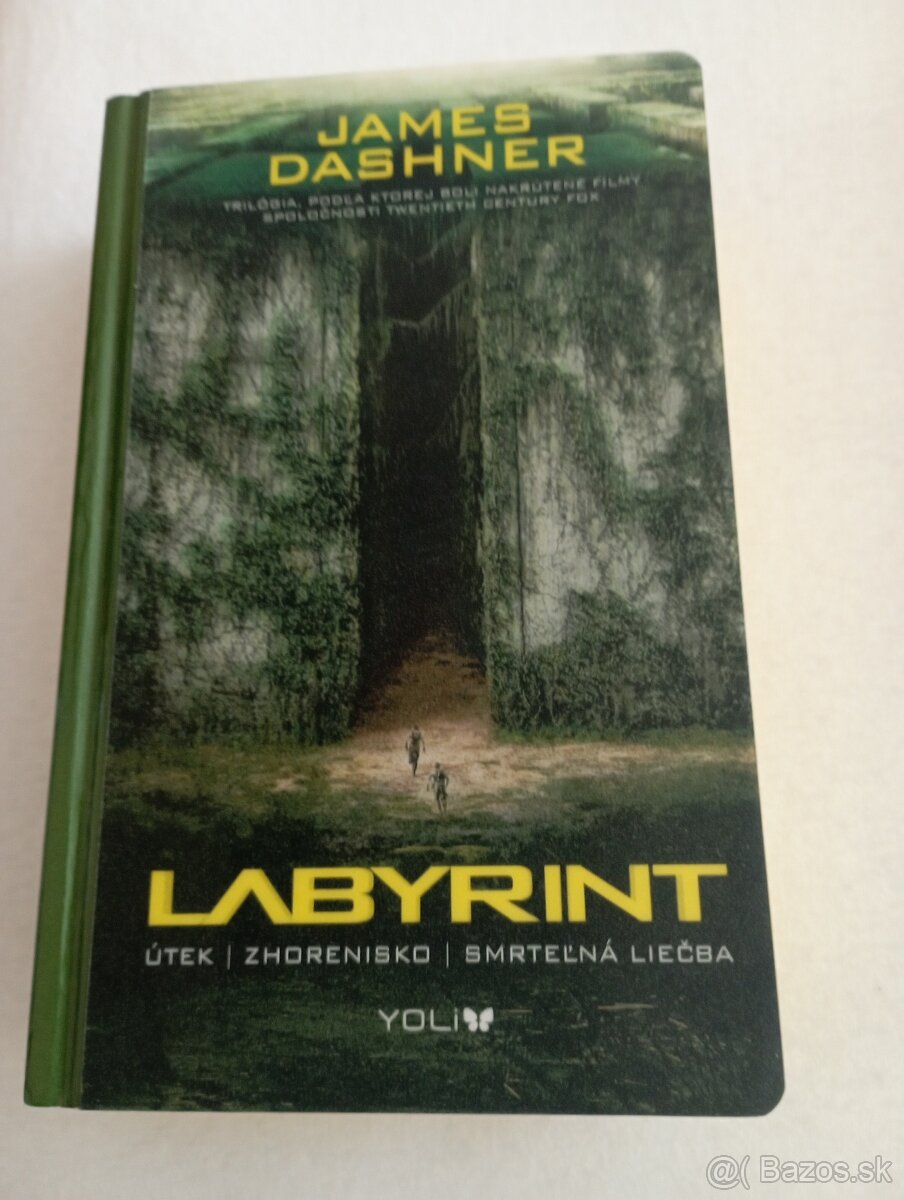 JAMES
DASHNER
TRILÓGIA, PODĽA KTOREJ BOLI NAKRÚTENÉ FILMY
SPOLOČNOSTI TWENTIETH CENTURY FOX
LABYRINT
ÚTEK | ZHORENISKO | SMRTEĽNÁ LIEČBA
YOLi
@( Bazos.sk